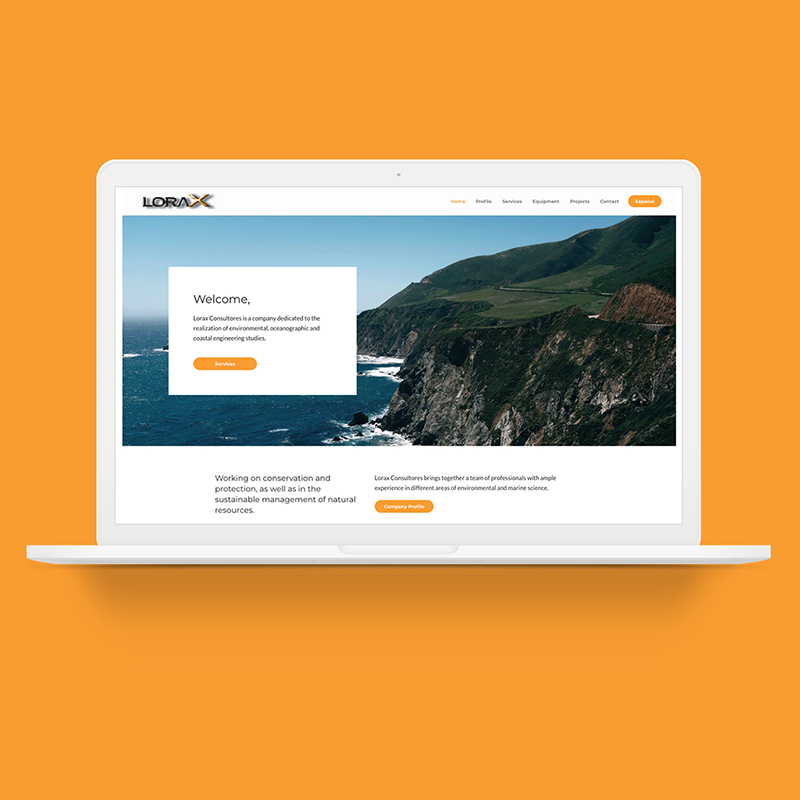 LORAX
Home Profile Services Equipment Projects Contact Español
Welcome,
Lorax Consultores is a company dedicated to the
realization of environmental, oceanographic and
coastal engineering studies.
Services
Working on conservation and
protection, as well as in the
sustainable management of natural
resources.
Lorax Consultores brings together a team of professionals with ample
experience in different areas of environmental and marine science.
Company Profile